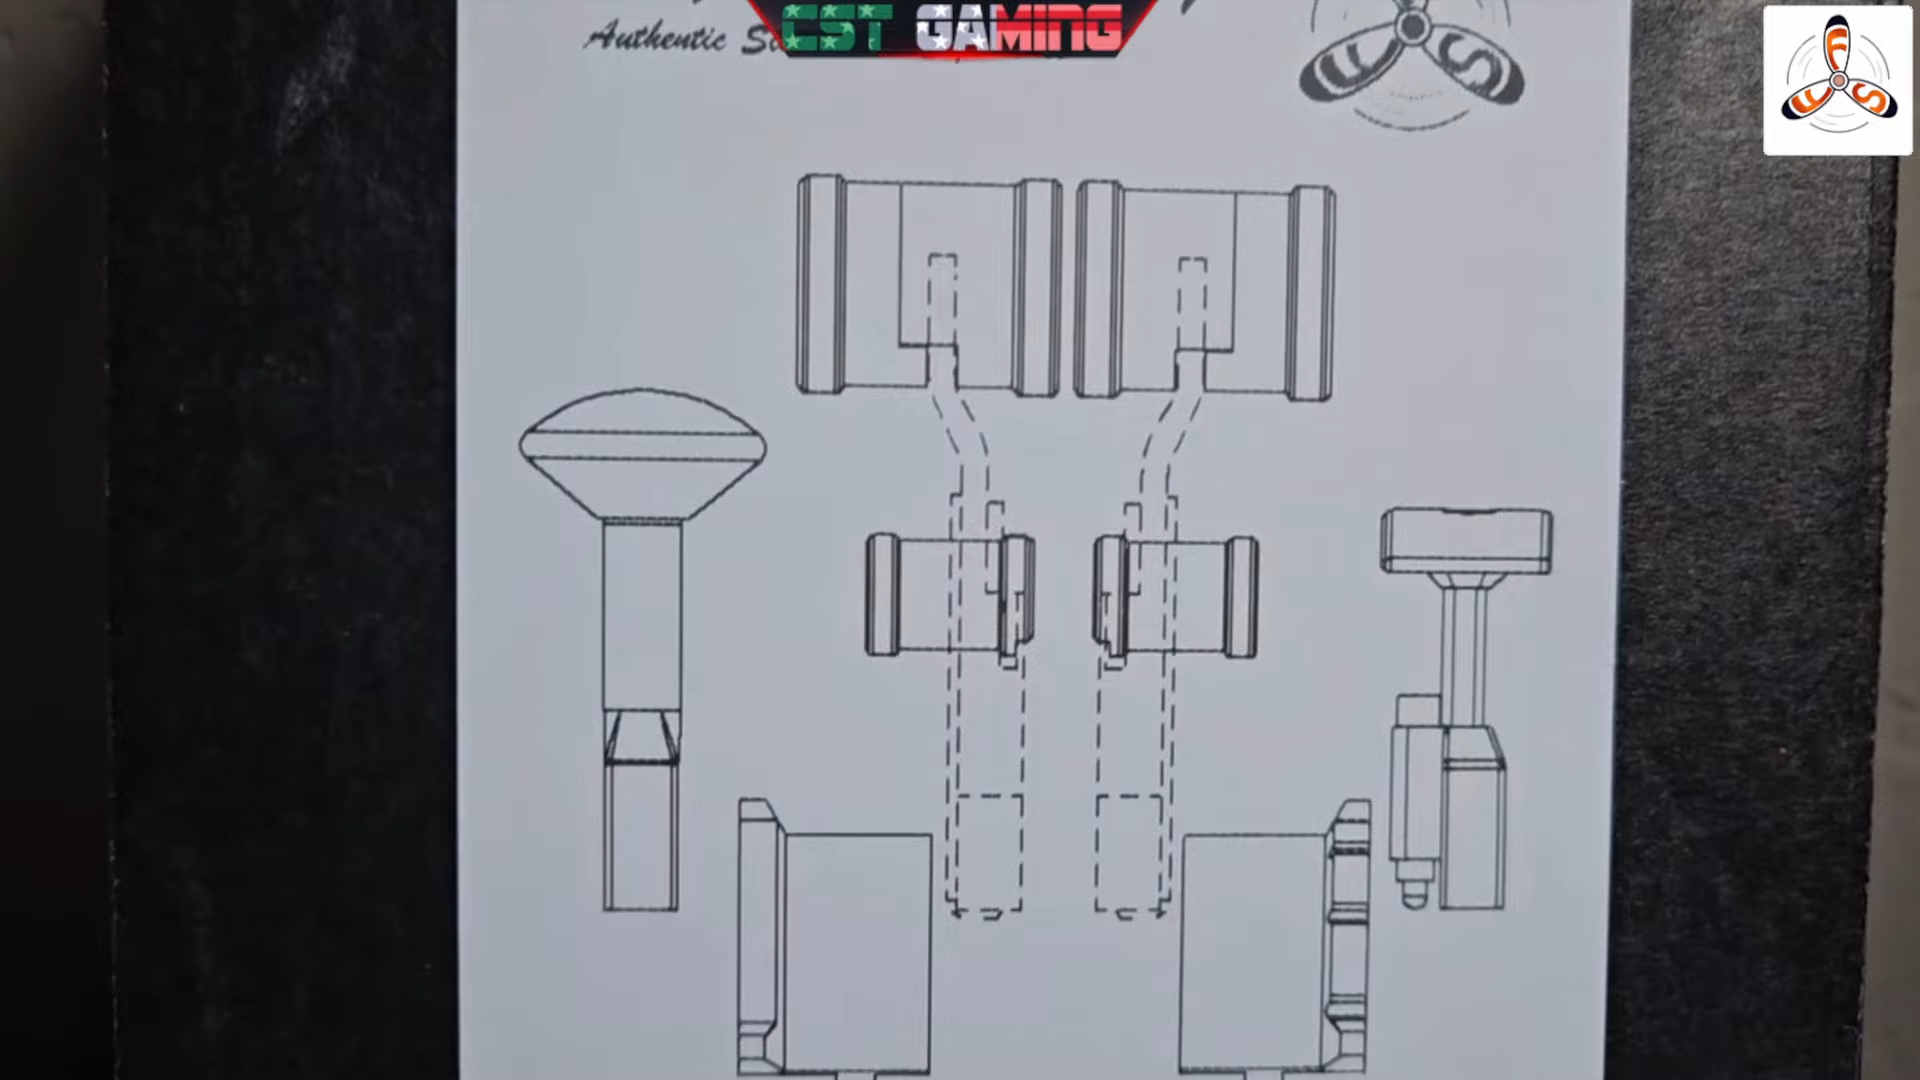 CST GAMING
Authentic
F F S
F F S